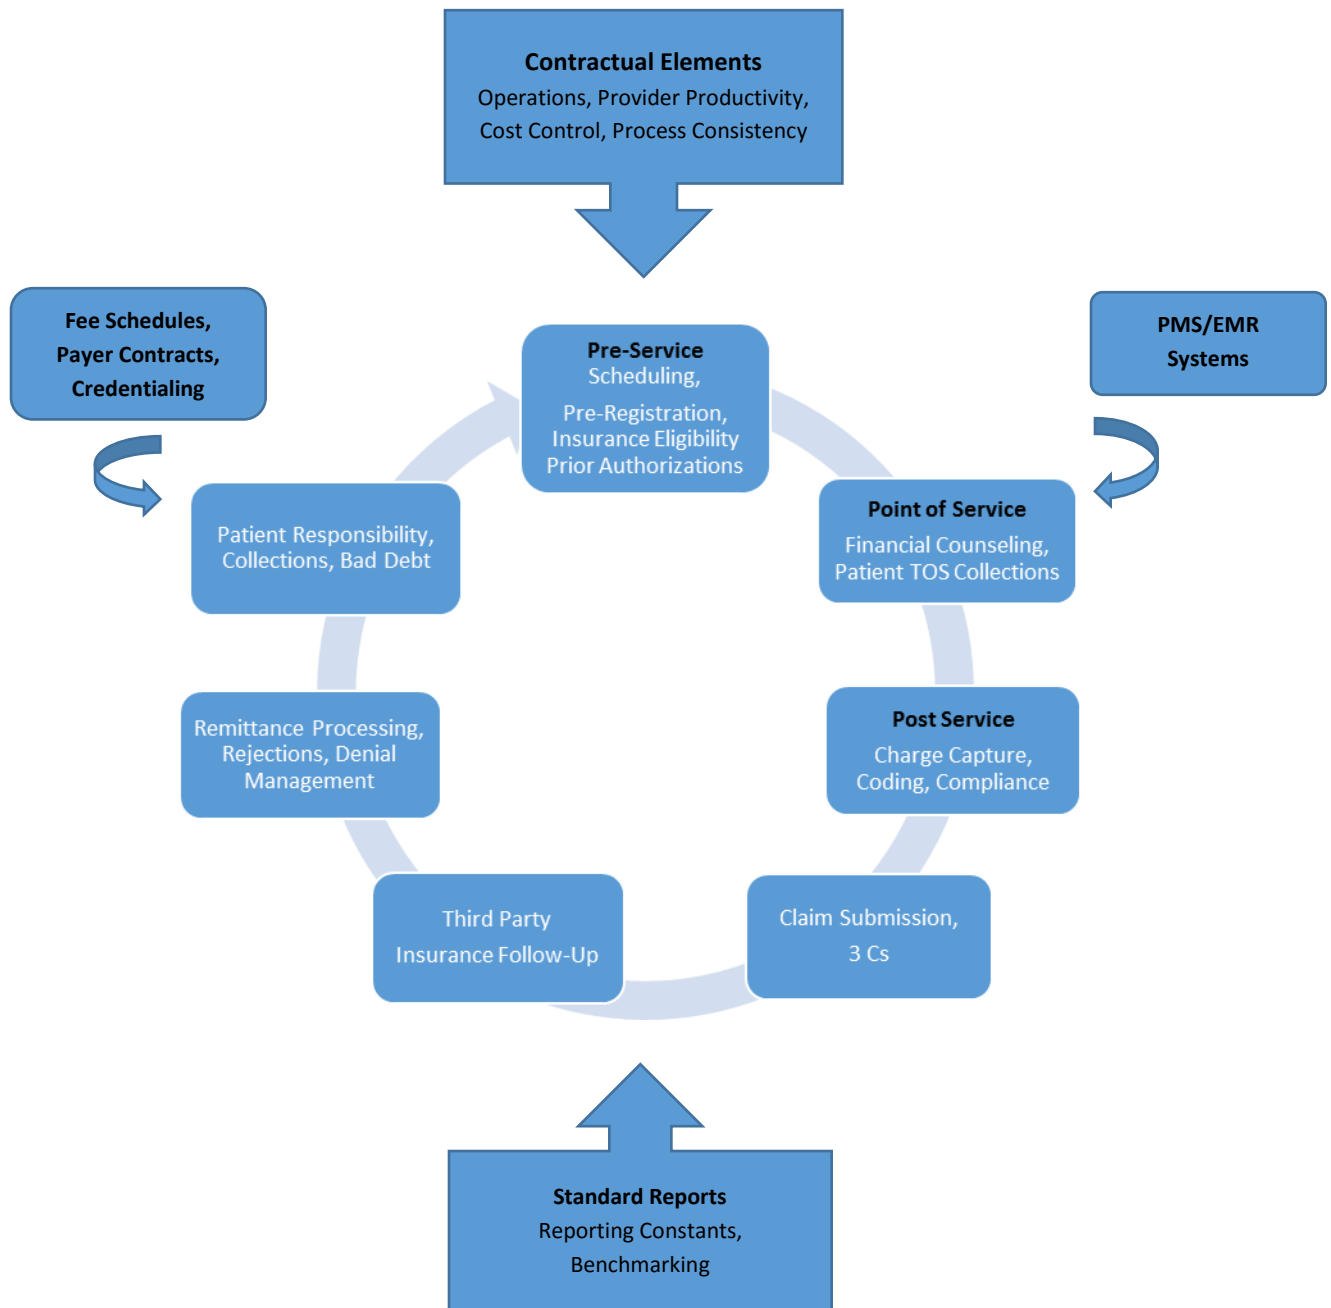 Contractual Elements
Operations, Provider Productivity,
Cost Control, Process Consistency
Fee Schedules,
Payer Contracts,
Credentialing
PMS/EMR
Systems
Pre-Service
Scheduling,
Pre-Registration,
Insurance Eligibility
Prior Authorizations
Point of Service
Financial Counseling,
Patient TOS Collections
Post Service
Charge Capture,
Coding, Compliance
Claim Submission,
3 Cs
Third Party
Insurance Follow-Up
Remittance Processing,
Rejections, Denial
Management
Patient Responsibility,
Collections, Bad Debt
Standard Reports
Reporting Constants,
Benchmarking